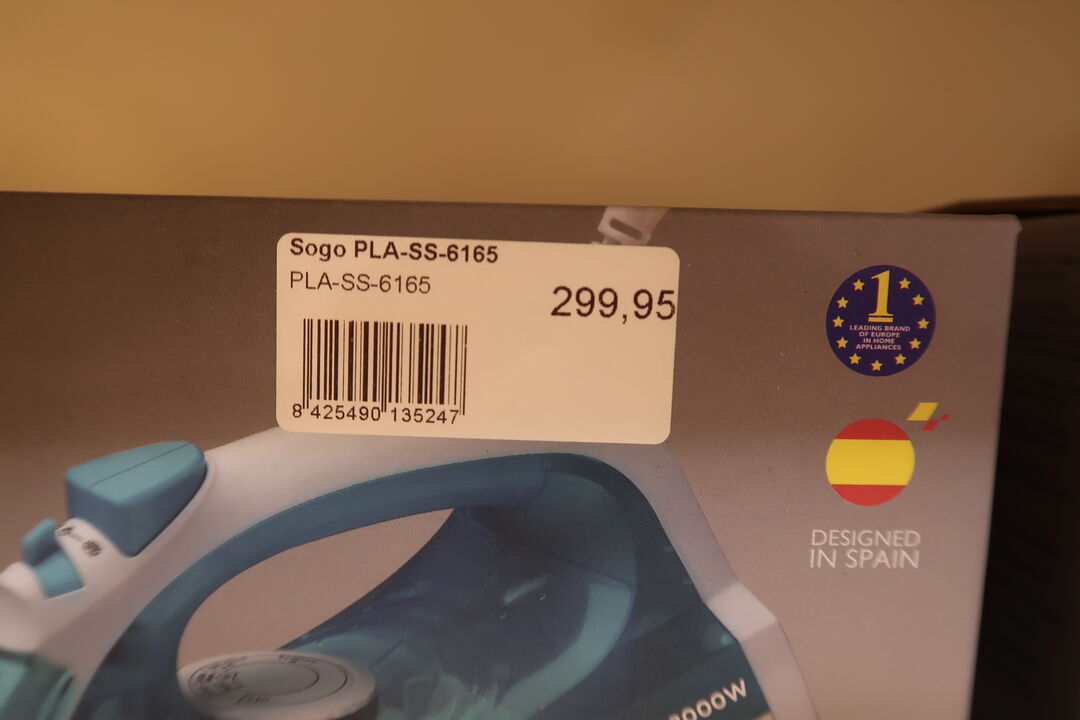 Sogo PLA-SS-6165
PLA-SS-6165
299,95
8 425490 135247
1
LEADING BRAND
OF EUROPE
IN HOME
APPLIANCES
DESIGNED
IN SPAIN